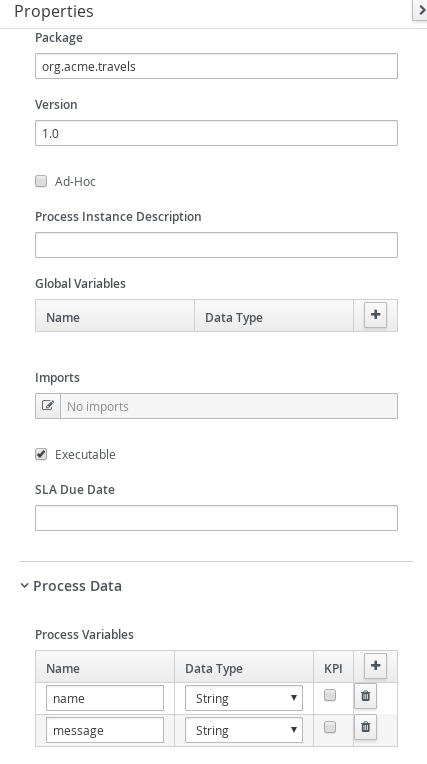 Properties
Package
org.acme.travels
Version
1.0
Ad-Hoc
Process Instance Description
Global Variables
Name Data Type
Imports
No imports
Executable
SLA Due Date
Process Data
Process Variables
Name Data Type KPI
name String
message String